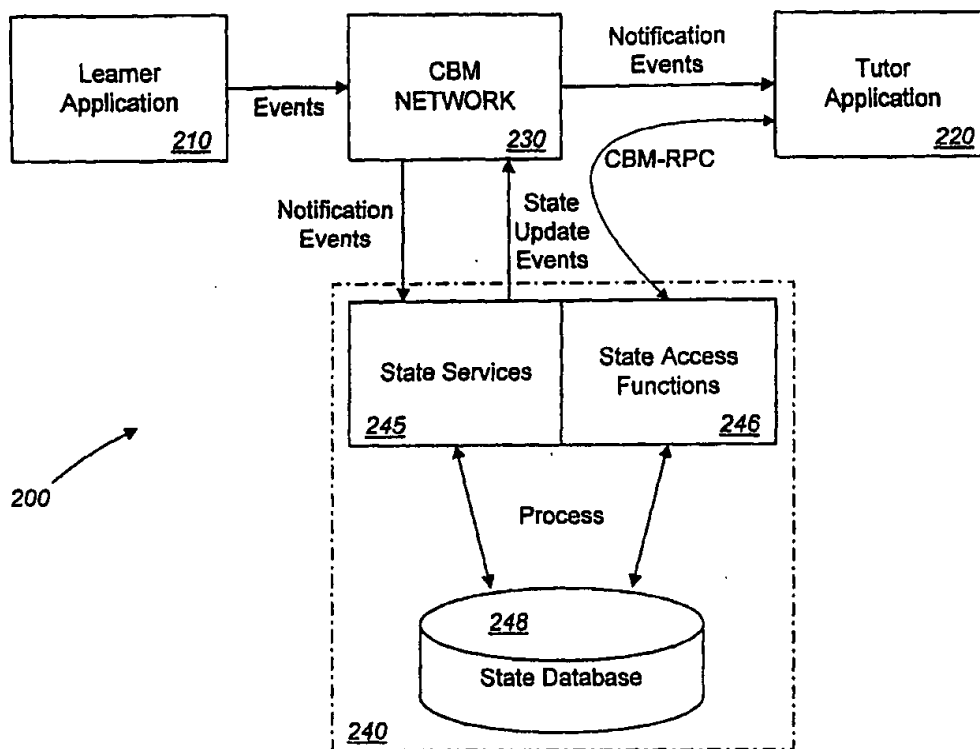 Learner
Application
210
Events
CBM
NETWORK
230
Notification
Events
Tutor
Application
220
CBM-RPC
Notification
Events
State
Update
Events
State Services
245
State Access
Functions
246
200
Process
248
State Database
240